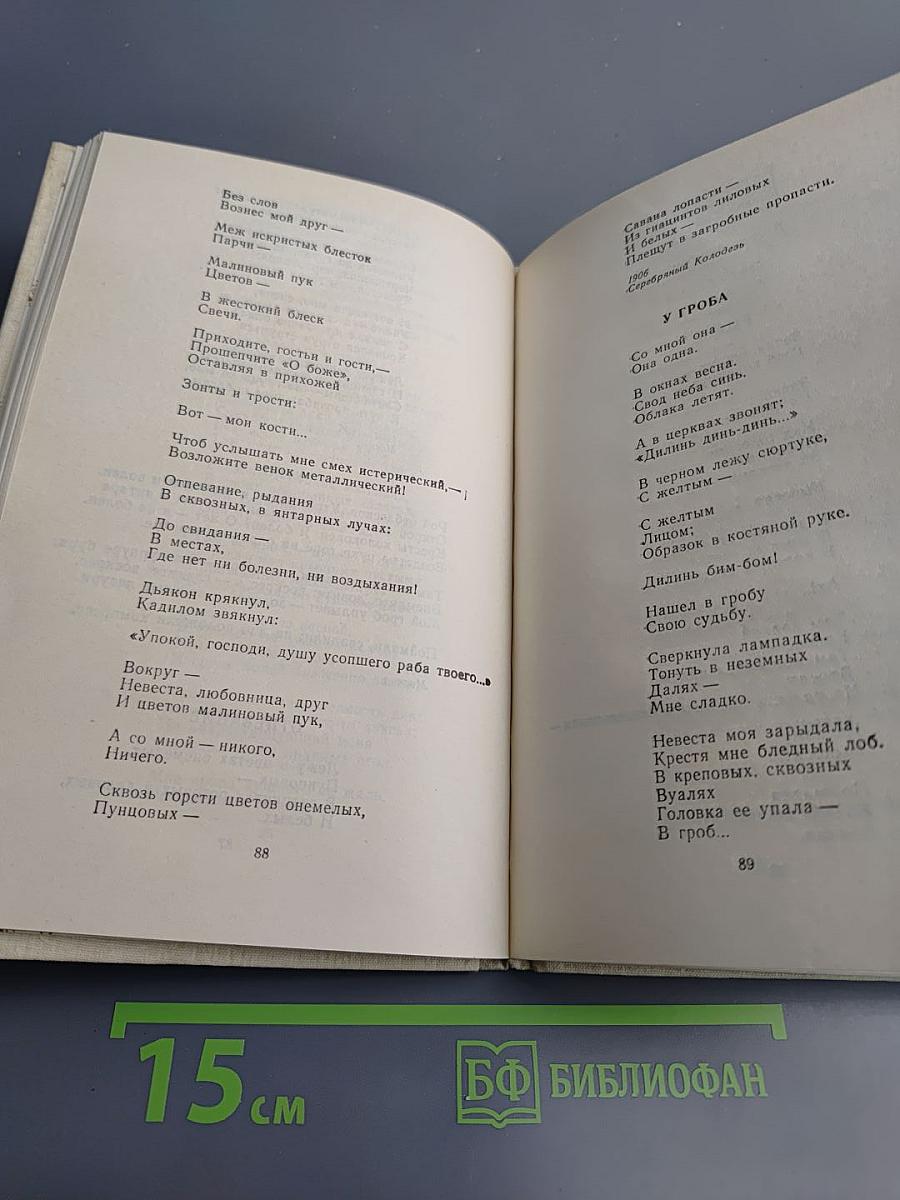 Без слов
Вознес мой друг —
Меж искристых блесток
Парчи —
Малиновый пук
Цветов —
В жестокий блеск
Свечи.
Приходите, гостьи и гости,—
Прошепчите «О боже»,
Оставляя в прихожей
Зонты и трости:
Вот — мои кости...
Чтоб услышать мне смех истерический,—
Возложите венок металлический!
Отпевание, рыдания
В сквозных, в янтарных лучах:
До свидания —
В местах,
Где нет ни болезни, ни воздыхания!
Дьякон крякнул,
Кадилом звякнул:
«Упокой, господи, душу усопшего раба твоего...»
Вокруг —
Невеста, любовница, друг
И цветов малиновый пук,
А со мной — никого,
Ничего.
Сквозь горсти цветов онемелых,
Пунцовых —
88
Савана лопасти —
Из гиацинтов лиловых
И белых —
Плещут в загробные пропасти.
1906
Серебряный Колодезь
У ГРОБА
Со мной она —
Она одна.
В окнах весна.
Свод неба синь.
Облака летят.
А в церквах звонят;
«Дилинь динь-динь...»
В черном лежу сюртуке,
С желтым —
С желтым
Лицом;
Образок в костяной руке.
Дилинь бим-бом!
Нашел в гробу
Свою судьбу.
Сверкнула лампадка.
Тонуть в неземных
Далях —
Мне сладко.
Невеста моя зарыдала,
Крестя мне бледный лоб.
В креповых, сквозных
Вуалях
Головка ее упала —
В гроб...
89
15 см
БФ БИБЛИОФАН